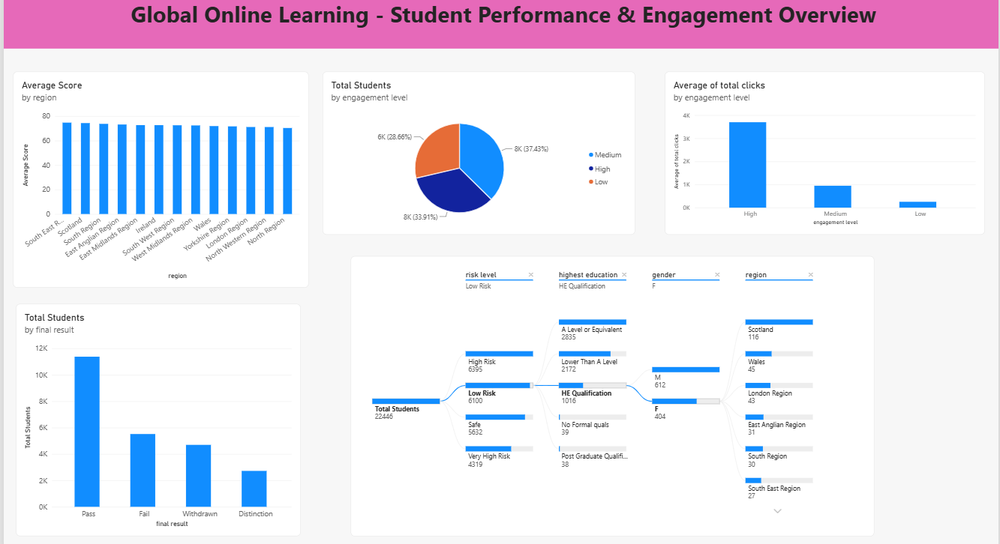 Global Online Learning - Student Performance & Engagement Overview
Average Score
by region
80
60
40
20
0
Average Score
South East R...
Scotland
South Region
East Anglian Region
East Midlands Region
Ireland
South West Region
West Midlands Region
Wales
Yorkshire Region
London Region
North Western Region
North Region
region
Total Students
by engagement level
6K (28.66%)
8K (37.43%)
8K (33.91%)
Medium
High
Low
Average of total clicks
by engagement level
4K
3K
2K
1K
0K
Average of total clicks
High
Medium
Low
engagement level
Total Students
by final result
12K
10K
8K
6K
4K
2K
0K
Total Students
Pass
Fail
Withdrawn
Distinction
final result
risk level
Low Risk
highest education
HE Qualification
gender
F
region
Total Students
22446
High Risk
6395
Low Risk
6100
Safe
5632
Very High Risk
4319
A Level or Equivalent
2835
Lower Than A Level
2172
HE Qualification
1016
No Formal quals
39
Post Graduate Qualifi...
38
M
612
F
404
Scotland
116
Wales
45
London Region
43
East Anglian Region
31
South Region
30
South East Region
27